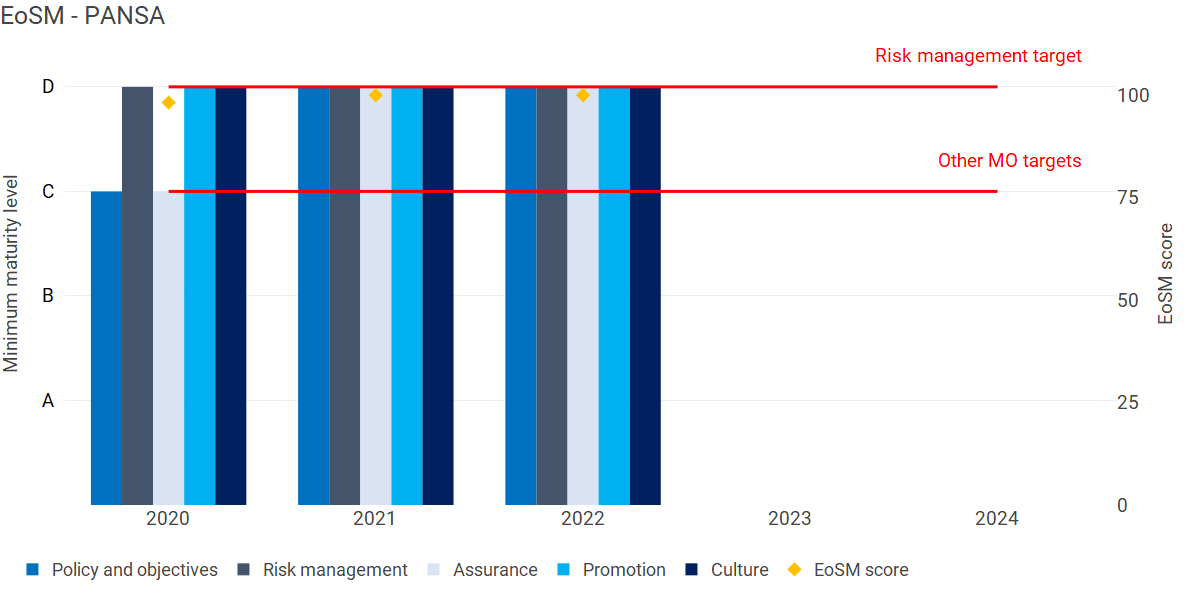 EoSM - PANSA
Risk management target
Other MO targets
Minimum maturity level
D
C
B
A
100
75
50
25
0
EoSM score
2020 2021 2022 2023 2024
Policy and objectives Risk management Assurance Promotion Culture EoSM score